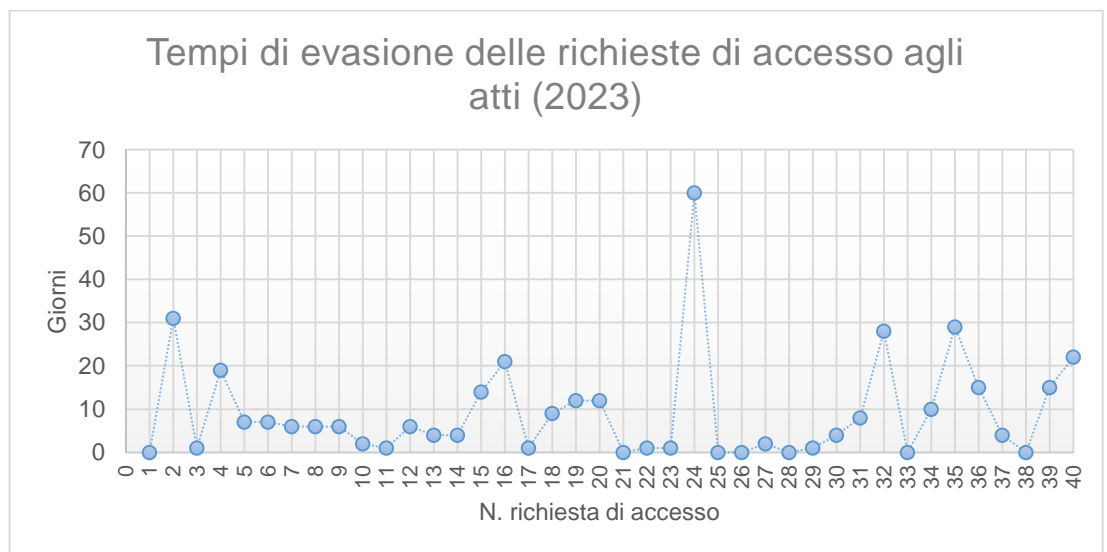 Tempi di evasione delle richieste di accesso agli
atti (2023)
70
60
50
40
30
20
10
0
Giorni
0 1 2 3 4 5 6 7 8 9 10 11 12 13 14 15 16 17 18 19 20 21 22 23 24 25 26 27 28 29 30 31 32 33 34 35 36 37 38 39 40
N. richiesta di accesso